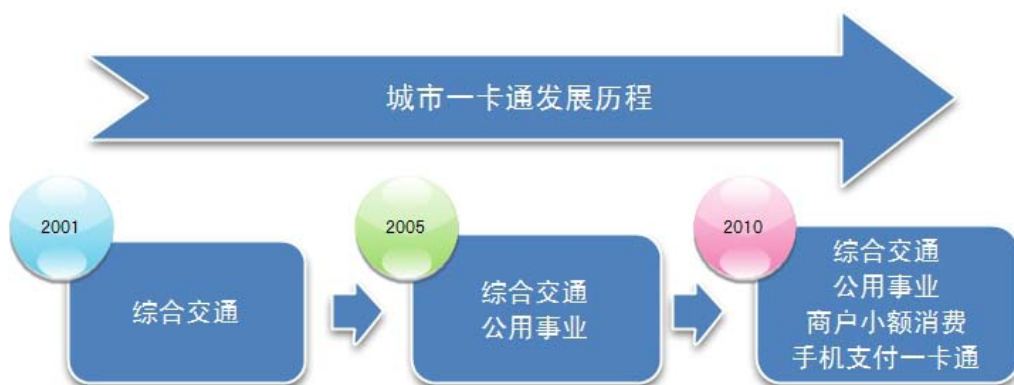 城市一卡通发展历程
2001
综合交通
2005
综合交通
公用事业
2010
综合交通
公用事业
商户小额消费
手机支付一卡通